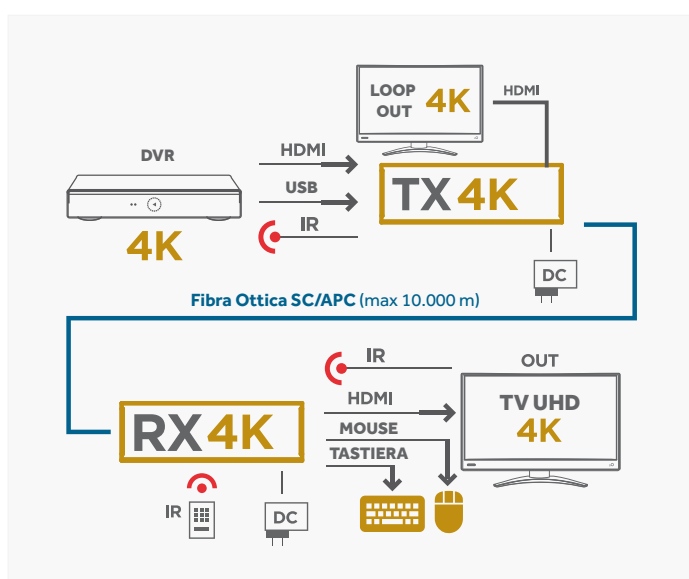 LOOP
OUT 4K
HDMI
DVR
HDMI
USB
IR
TX 4K
4K
DC
Fibra Ottica SC/APC (max 10.000 m)
IR
OUT
HDMI
TV UHD
4K
RX 4K
MOUSE
TASTIERA
IR
DC